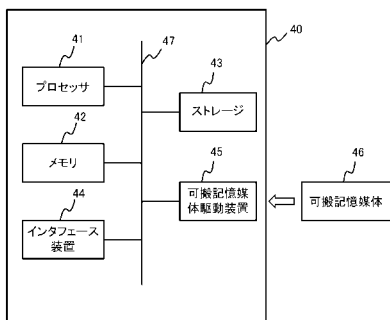 40
41
プロセッサ
47
43
ストレージ
42
メモリ
45
可搬記憶媒
体駆動装置
46
可搬記憶媒体
44
インタフェース
装置